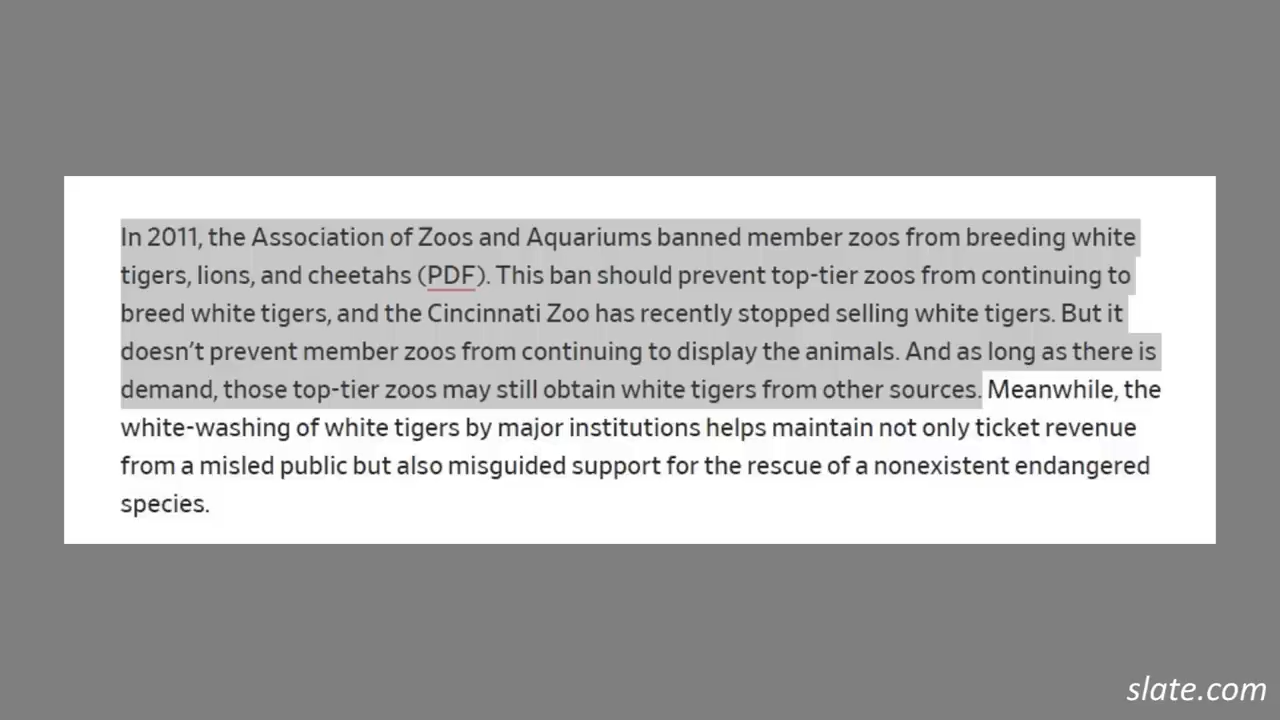 In 2011, the Association of Zoos and Aquariums banned member zoos from breeding white
tigers, lions, and cheetahs (PDF). This ban should prevent top-tier zoos from continuing to
breed white tigers, and the Cincinnati Zoo has recently stopped selling white tigers. But it
doesn’t prevent member zoos from continuing to display the animals. And as long as there is
demand, those top-tier zoos may still obtain white tigers from other sources. Meanwhile, the
white-washing of white tigers by major institutions helps maintain not only ticket revenue
from a misled public but also misguided support for the rescue of a nonexistent endangered
species.
slate.com